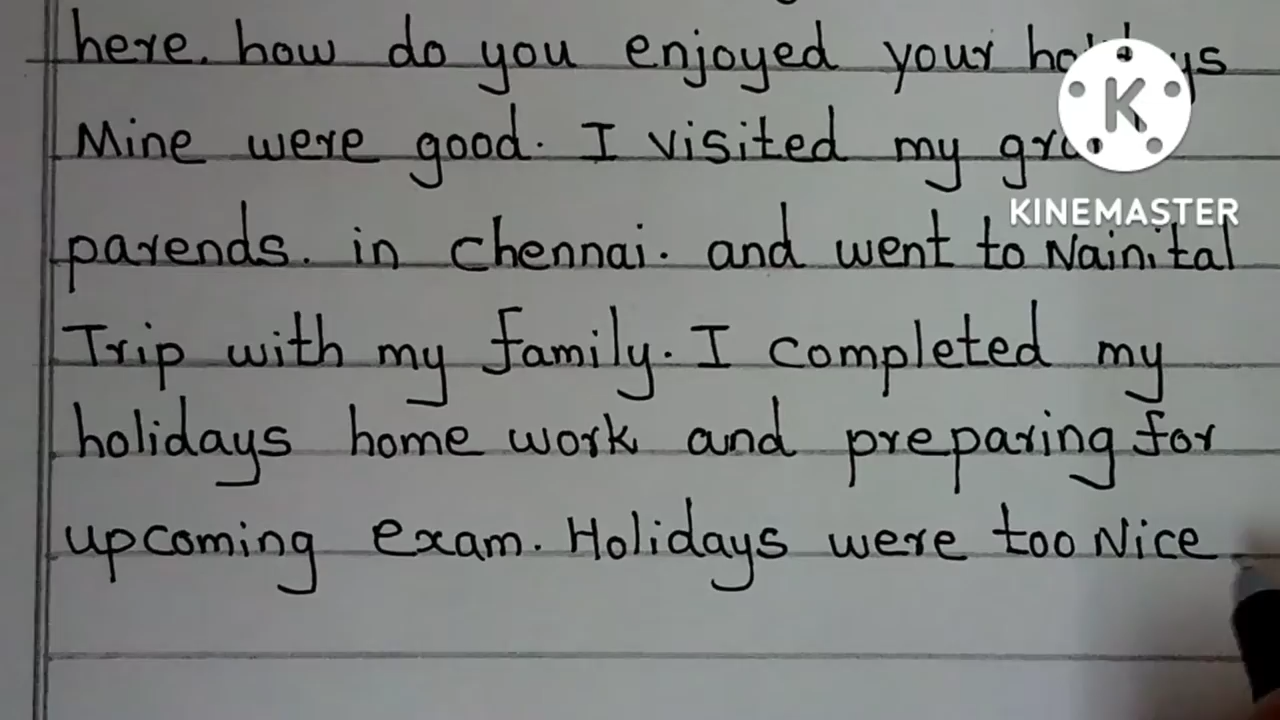 here. how do you enjoyed your
Mine were good. I visited my
parends. in Chennai. and went to Nainital
Trip with my family. I completed my
holidays home work and preparing for
upcoming exam. Holidays were too Nice
K
KINEMASTER